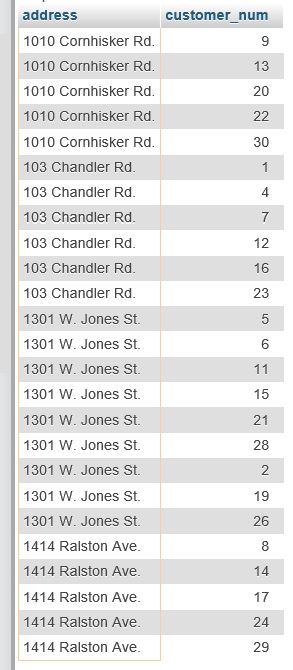 address customer_num
1010 Cornhisker Rd. 9
1010 Cornhisker Rd. 13
1010 Cornhisker Rd. 20
1010 Cornhisker Rd. 22
1010 Cornhisker Rd. 30
103 Chandler Rd. 1
103 Chandler Rd. 4
103 Chandler Rd. 7
103 Chandler Rd. 12
103 Chandler Rd. 16
103 Chandler Rd. 23
1301 W. Jones St. 5
1301 W. Jones St. 6
1301 W. Jones St. 11
1301 W. Jones St. 15
1301 W. Jones St. 21
1301 W. Jones St. 28
1301 W. Jones St. 2
1301 W. Jones St. 19
1301 W. Jones St. 26
1414 Ralston Ave. 8
1414 Ralston Ave. 14
1414 Ralston Ave. 17
1414 Ralston Ave. 24
1414 Ralston Ave. 29